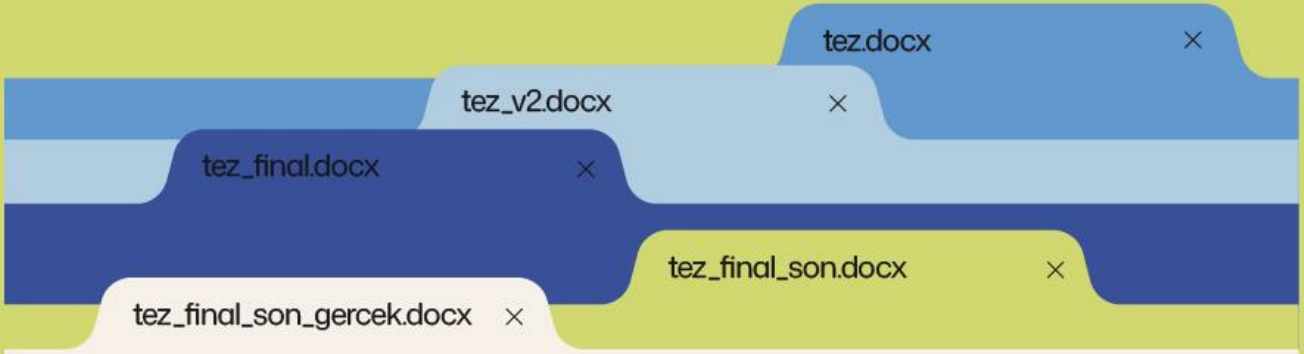 tez.docx
tez_v2.docx
tez_final.docx
tez_final_son.docx
tez_final_son_gercek.docx